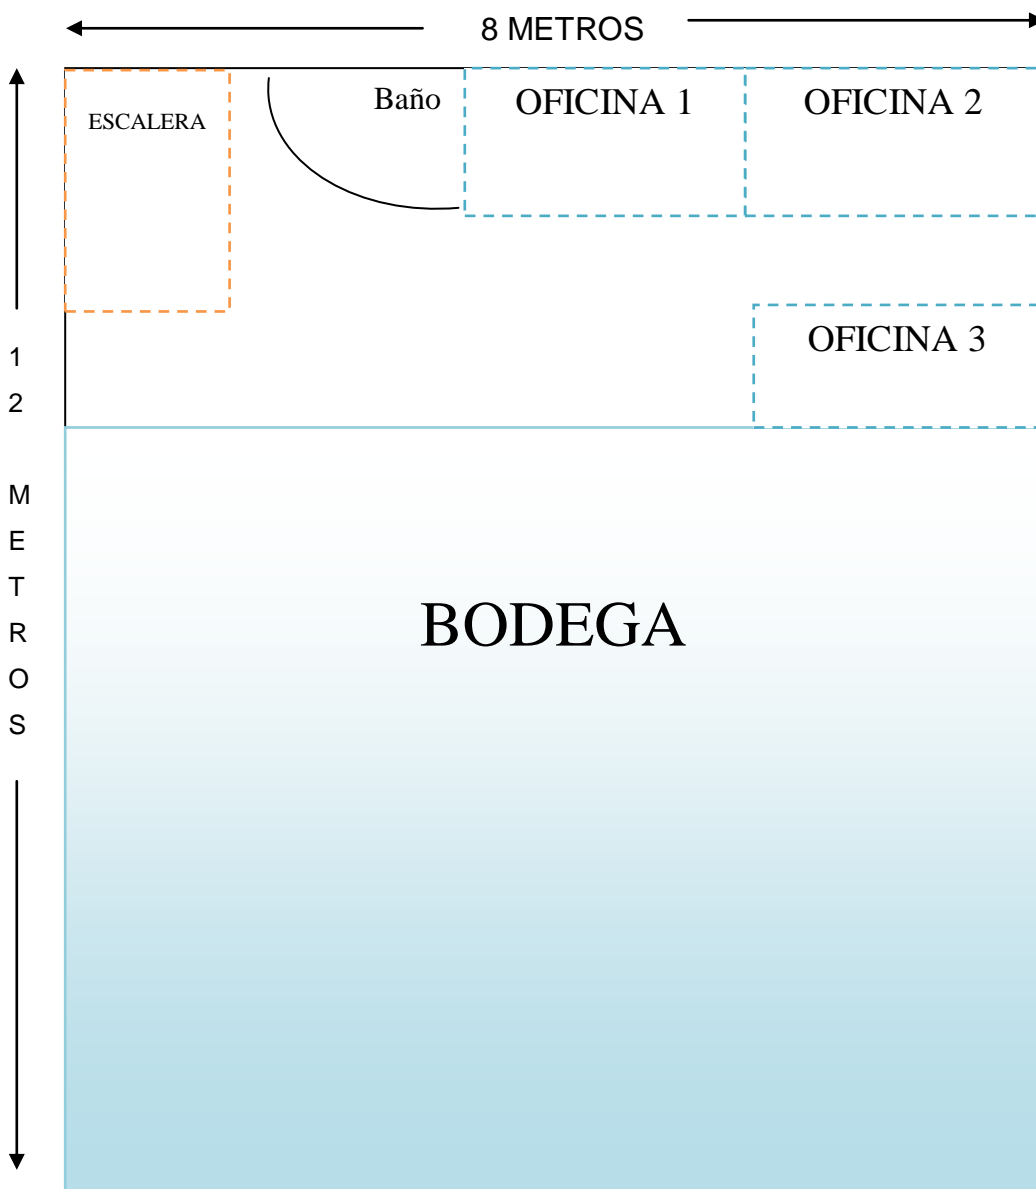 8 METROS
ESCALERA
Baño
OFICINA 1
OFICINA 2
OFICINA 3
1
2
M
E
T
R
O
S
BODEGA